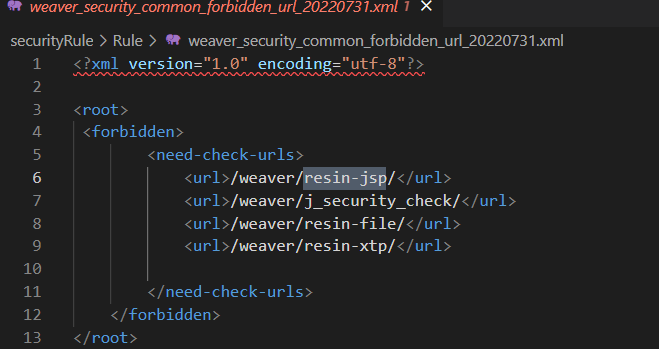 weaver_security_common_forbidden_url_20220731.xml 1
securityRule > Rule > weaver_security_common_forbidden_url_20220731.xml
1 <?xml version="1.0" encoding="utf-8"?>
2
3 <root>
4 <forbidden>
5 <need-check-urls>
6 <url>/weaver/resin-jsp/</url>
7 <url>/weaver/j_security_check/</url>
8 <url>/weaver/resin-file/</url>
9 <url>/weaver/resin-xtp/</url>
10
11 </need-check-urls>
12 </forbidden>
13 </root>